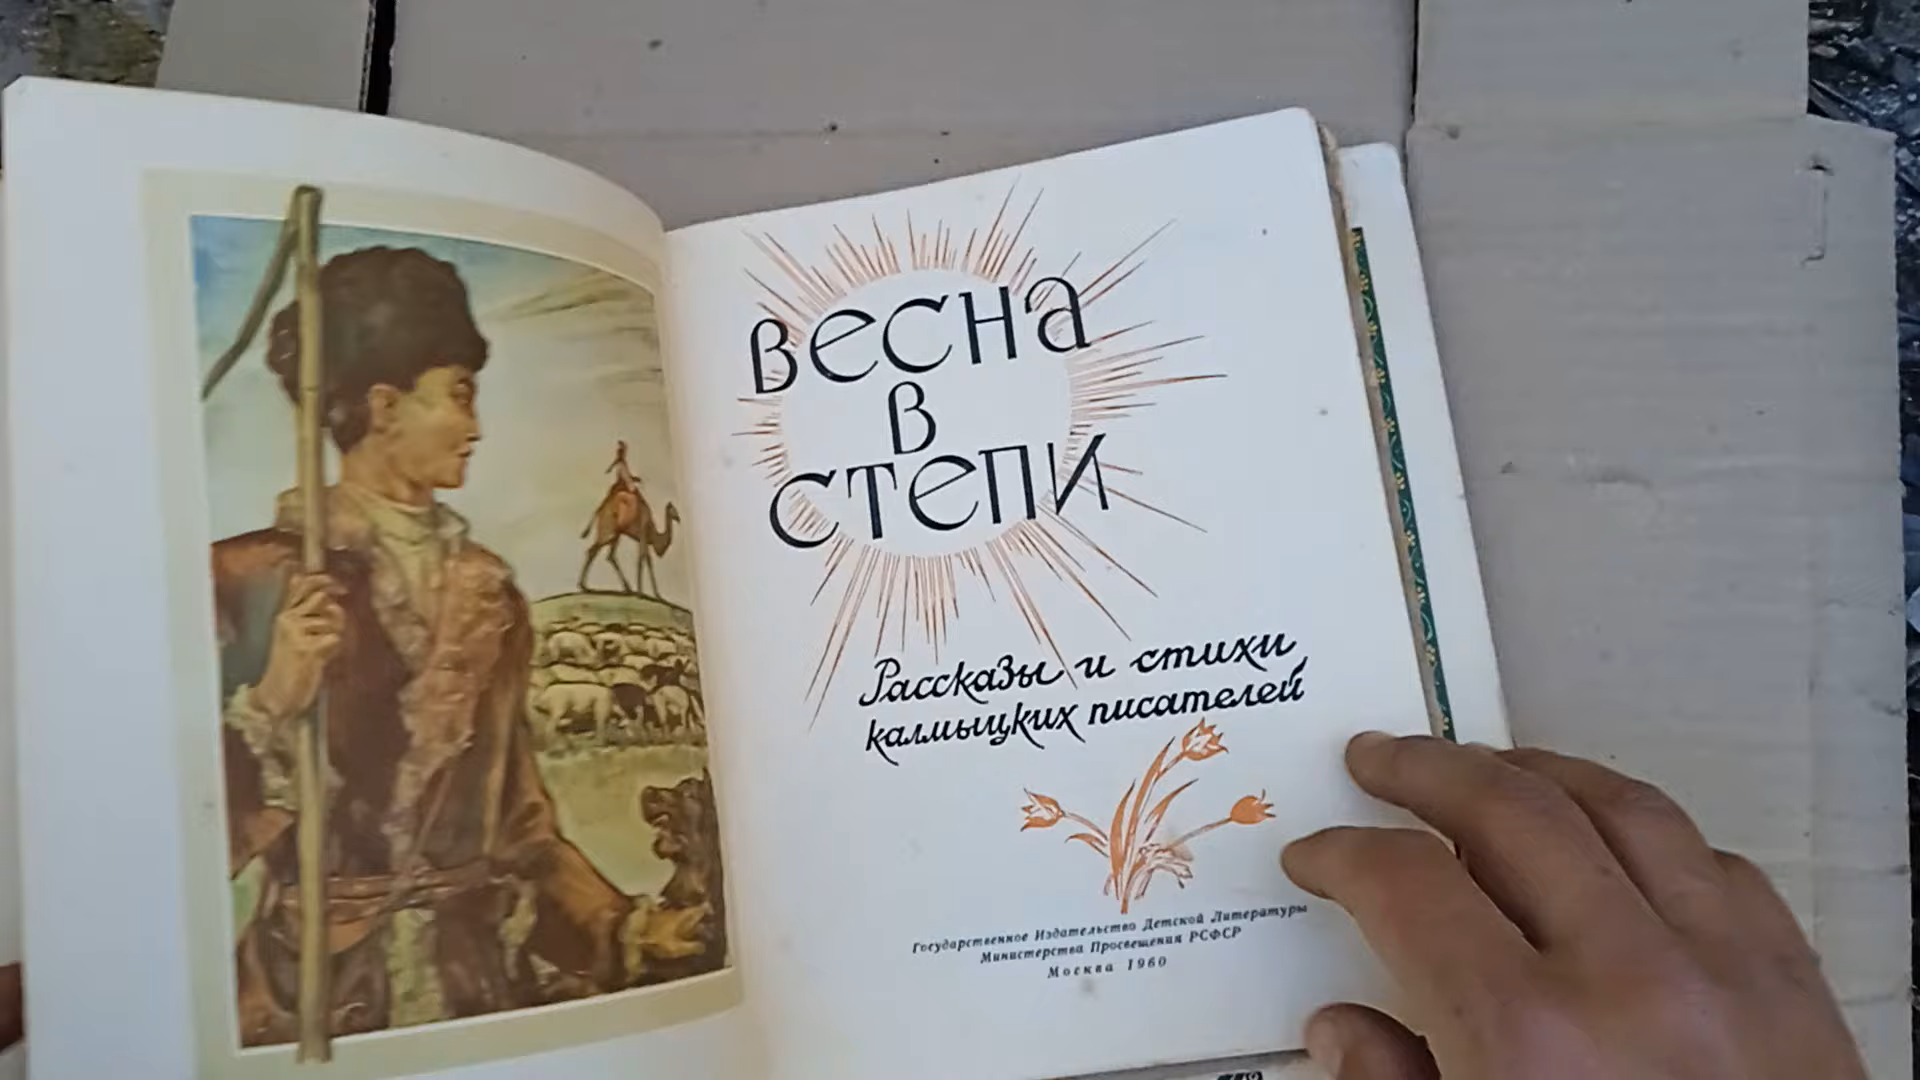 Весна
в
степи
Рассказы и стихи
калмыцких писателей
Государственное Издательство Детской Литературы
Министерства Просвещения РСФСР
Москва 1960